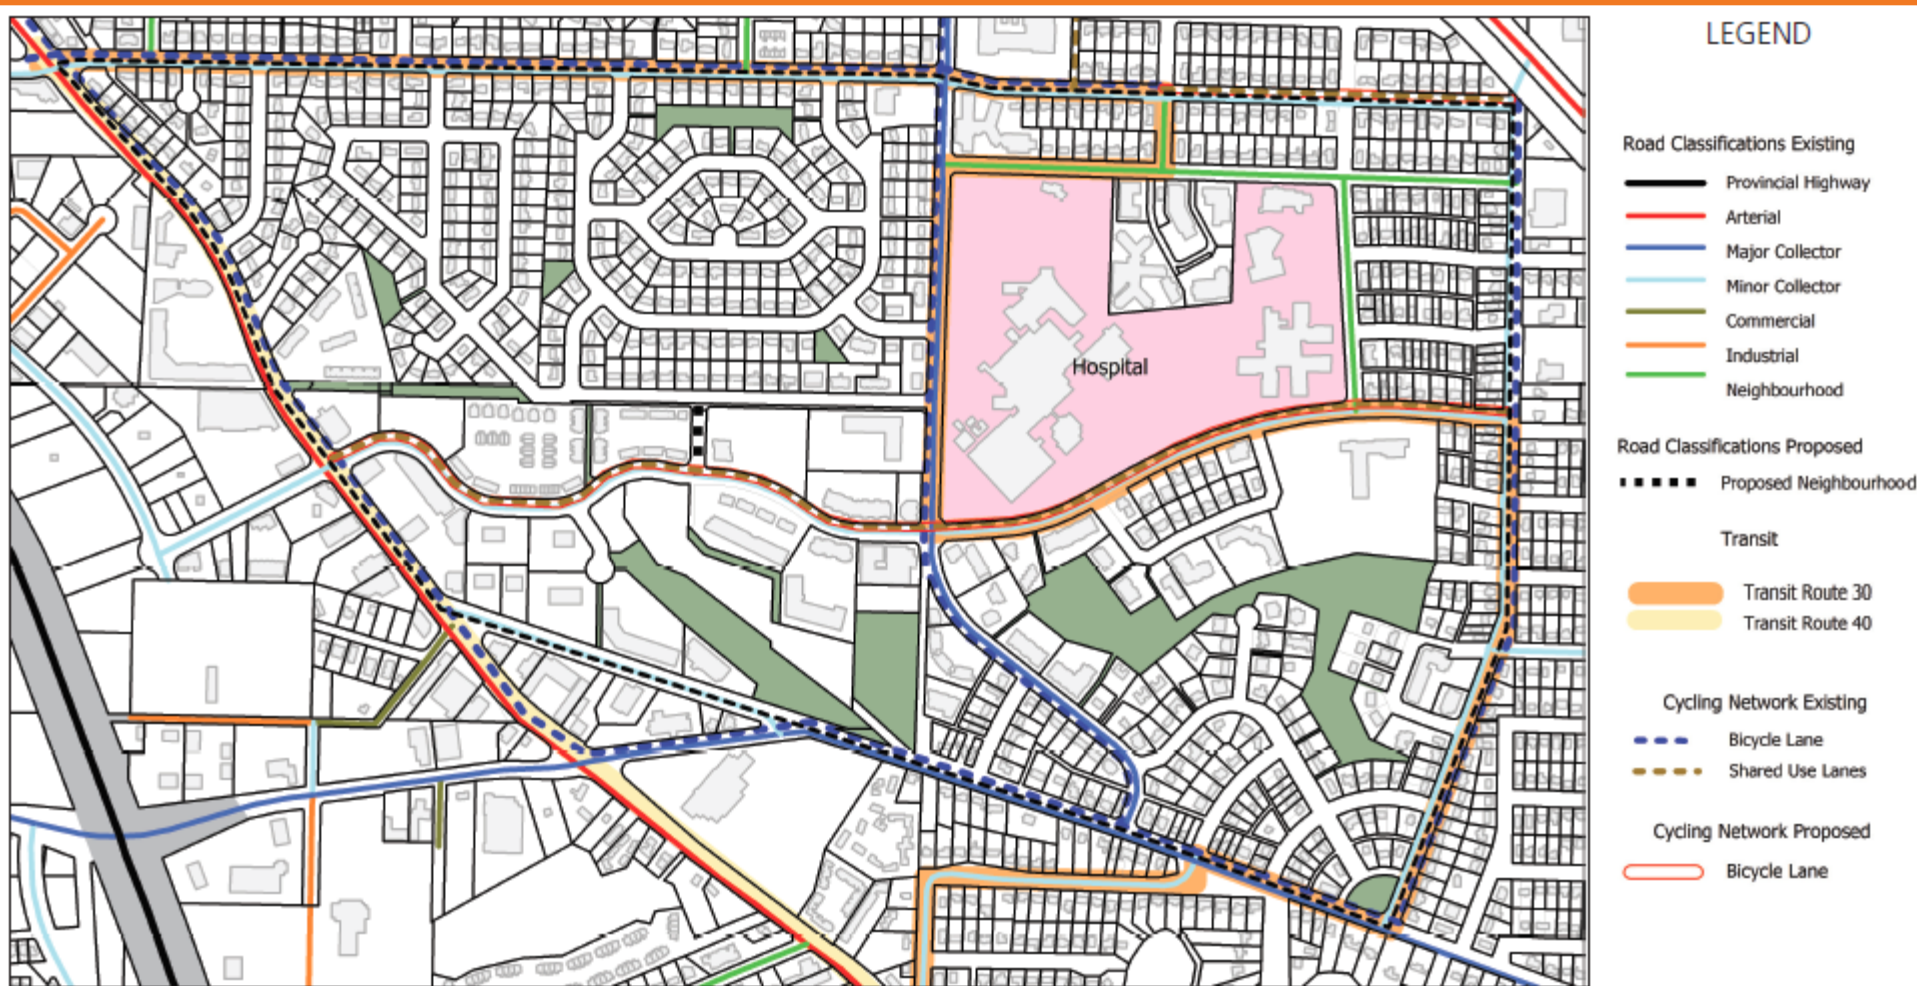 LEGEND
Road Classifications Existing
Provincial Highway
Arterial
Major Collector
Minor Collector
Commercial
Industrial
Neighbourhood
Road Classifications Proposed
Proposed Neighbourhood
Transit
Transit Route 30
Transit Route 40
Cycling Network Existing
Bicycle Lane
Shared Use Lanes
Cycling Network Proposed
Bicycle Lane
Hospital